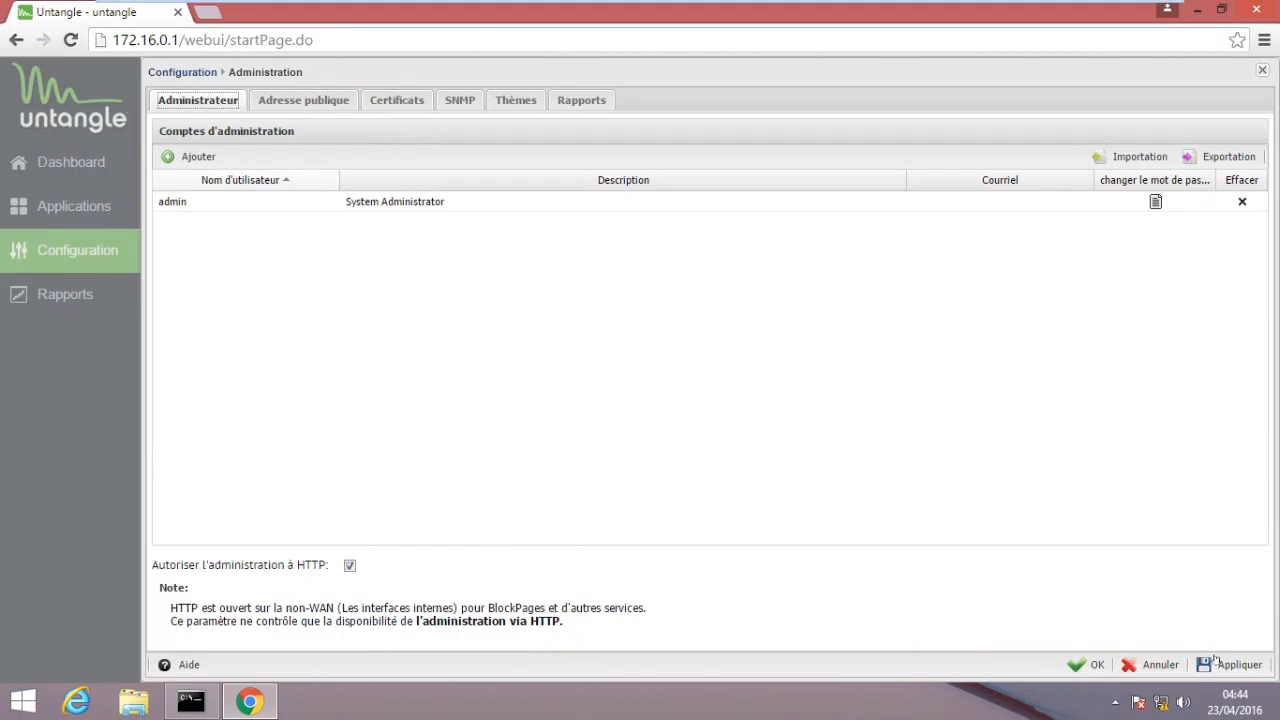 Untangle - untangle
172.16.0.1/webui/startPage.do
untangle
Dashboard
Applications
Configuration
Rapports
Configuration Administration
Administrateur Adresse publique Certificats SNMP Thèmes Rapports
Comptes d'administration
Ajouter Importation Exportation
Nom d'utilisateur Description Courriel changer le mot de pas... Effacer
admin System Administrator
Autoriser l'administration à HTTP:
Note:
HTTP est ouvert sur la non-WAN (Les interfaces internes) pour BlockPages et d'autres services.
Ce paramètre ne contrôle que la disponibilité de l'administration via HTTP.
Aide OK Annuler Appliquer
C:\_
04:44
23/04/2016